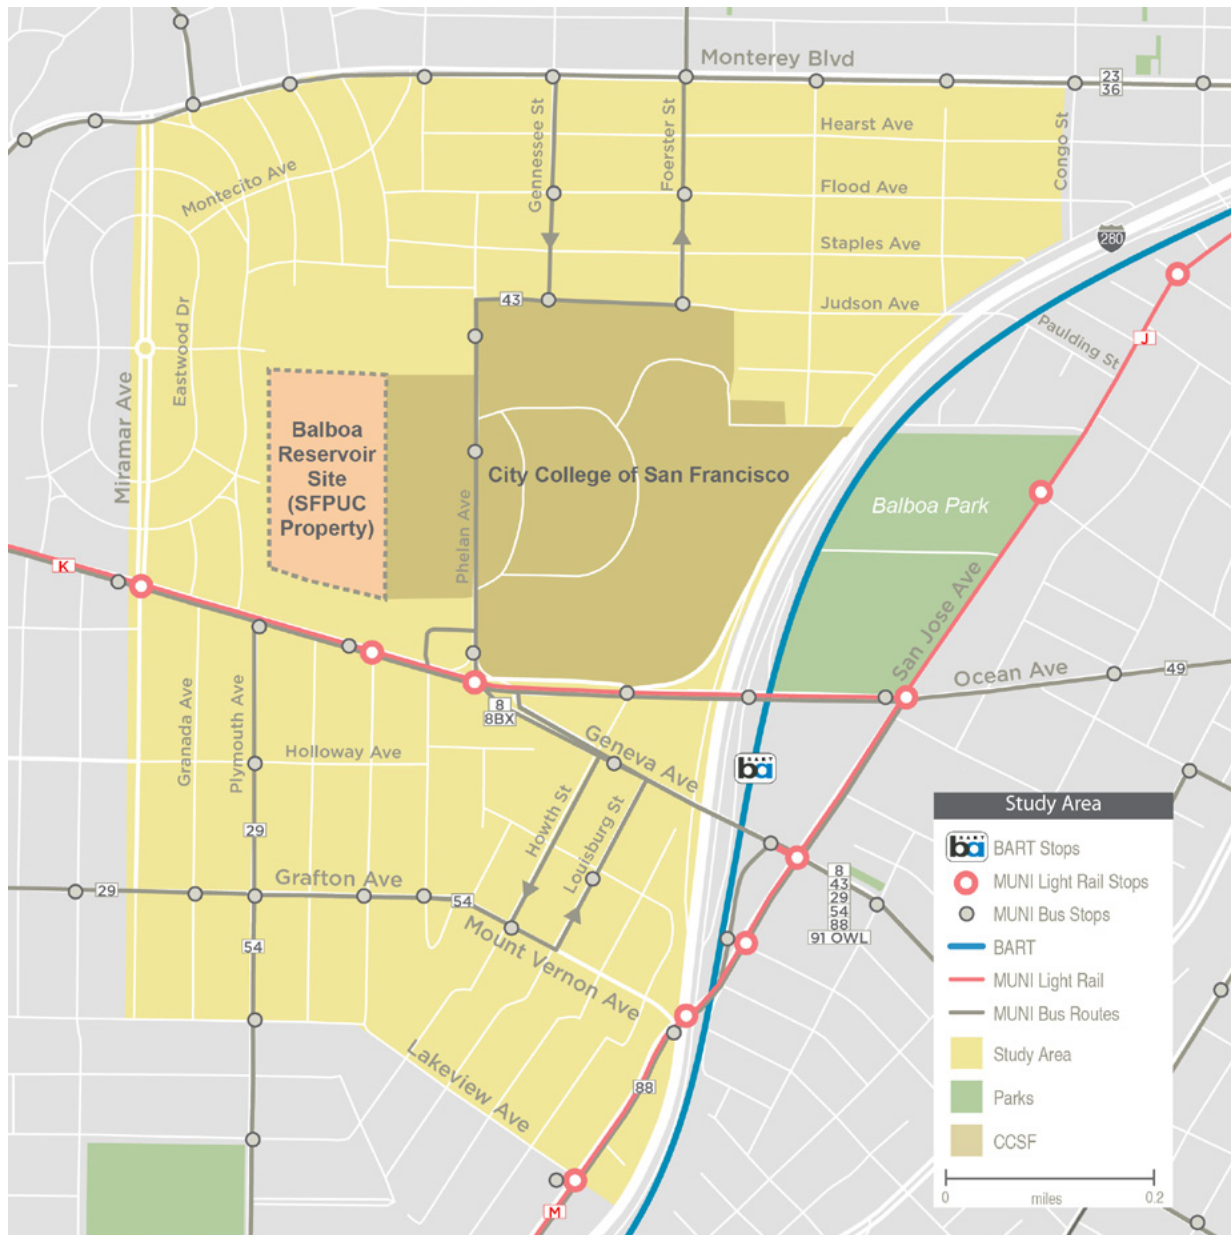 Monterey Blvd
23
36
Hearst Ave
Gennessee St
Foerster St
Congo St
Montecito Ave
Flood Ave
Staples Ave
280
43
Judson Ave
Paulding St
J
Eastwood Dr
Miramar Ave
Balboa
Reservoir
Site
(SFPUC
Property)
City College of San Francisco
Balboa Park
Phelan Ave
K
San Jose Ave
Ocean Ave
49
Granada Ave
Plymouth Ave
8
8BX
Geneva Ave
Holloway Ave
BART
ba
Howth St
Louisburg St
29
29
Grafton Ave
54
54
Mount Vernon Ave
8
43
29
54
88
91 OWL
Lakeview Ave
88
M
Study Area
BART
ba
BART Stops
MUNI Light Rail Stops
MUNI Bus Stops
BART
MUNI Light Rail
MUNI Bus Routes
Study Area
Parks
CCSF
0 miles 0.2